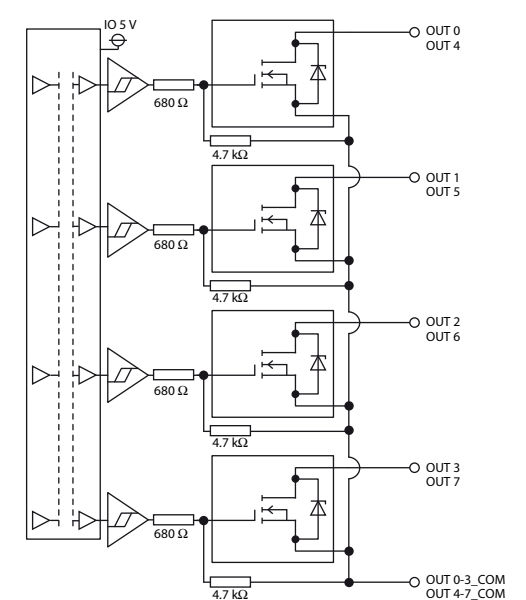 IO 5 V
OUT 0
OUT 4
680 Ω
4.7 kΩ
OUT 1
OUT 5
680 Ω
4.7 kΩ
OUT 2
OUT 6
680 Ω
4.7 kΩ
OUT 3
OUT 7
680 Ω
4.7 kΩ
OUT 0-3_COM
OUT 4-7_COM